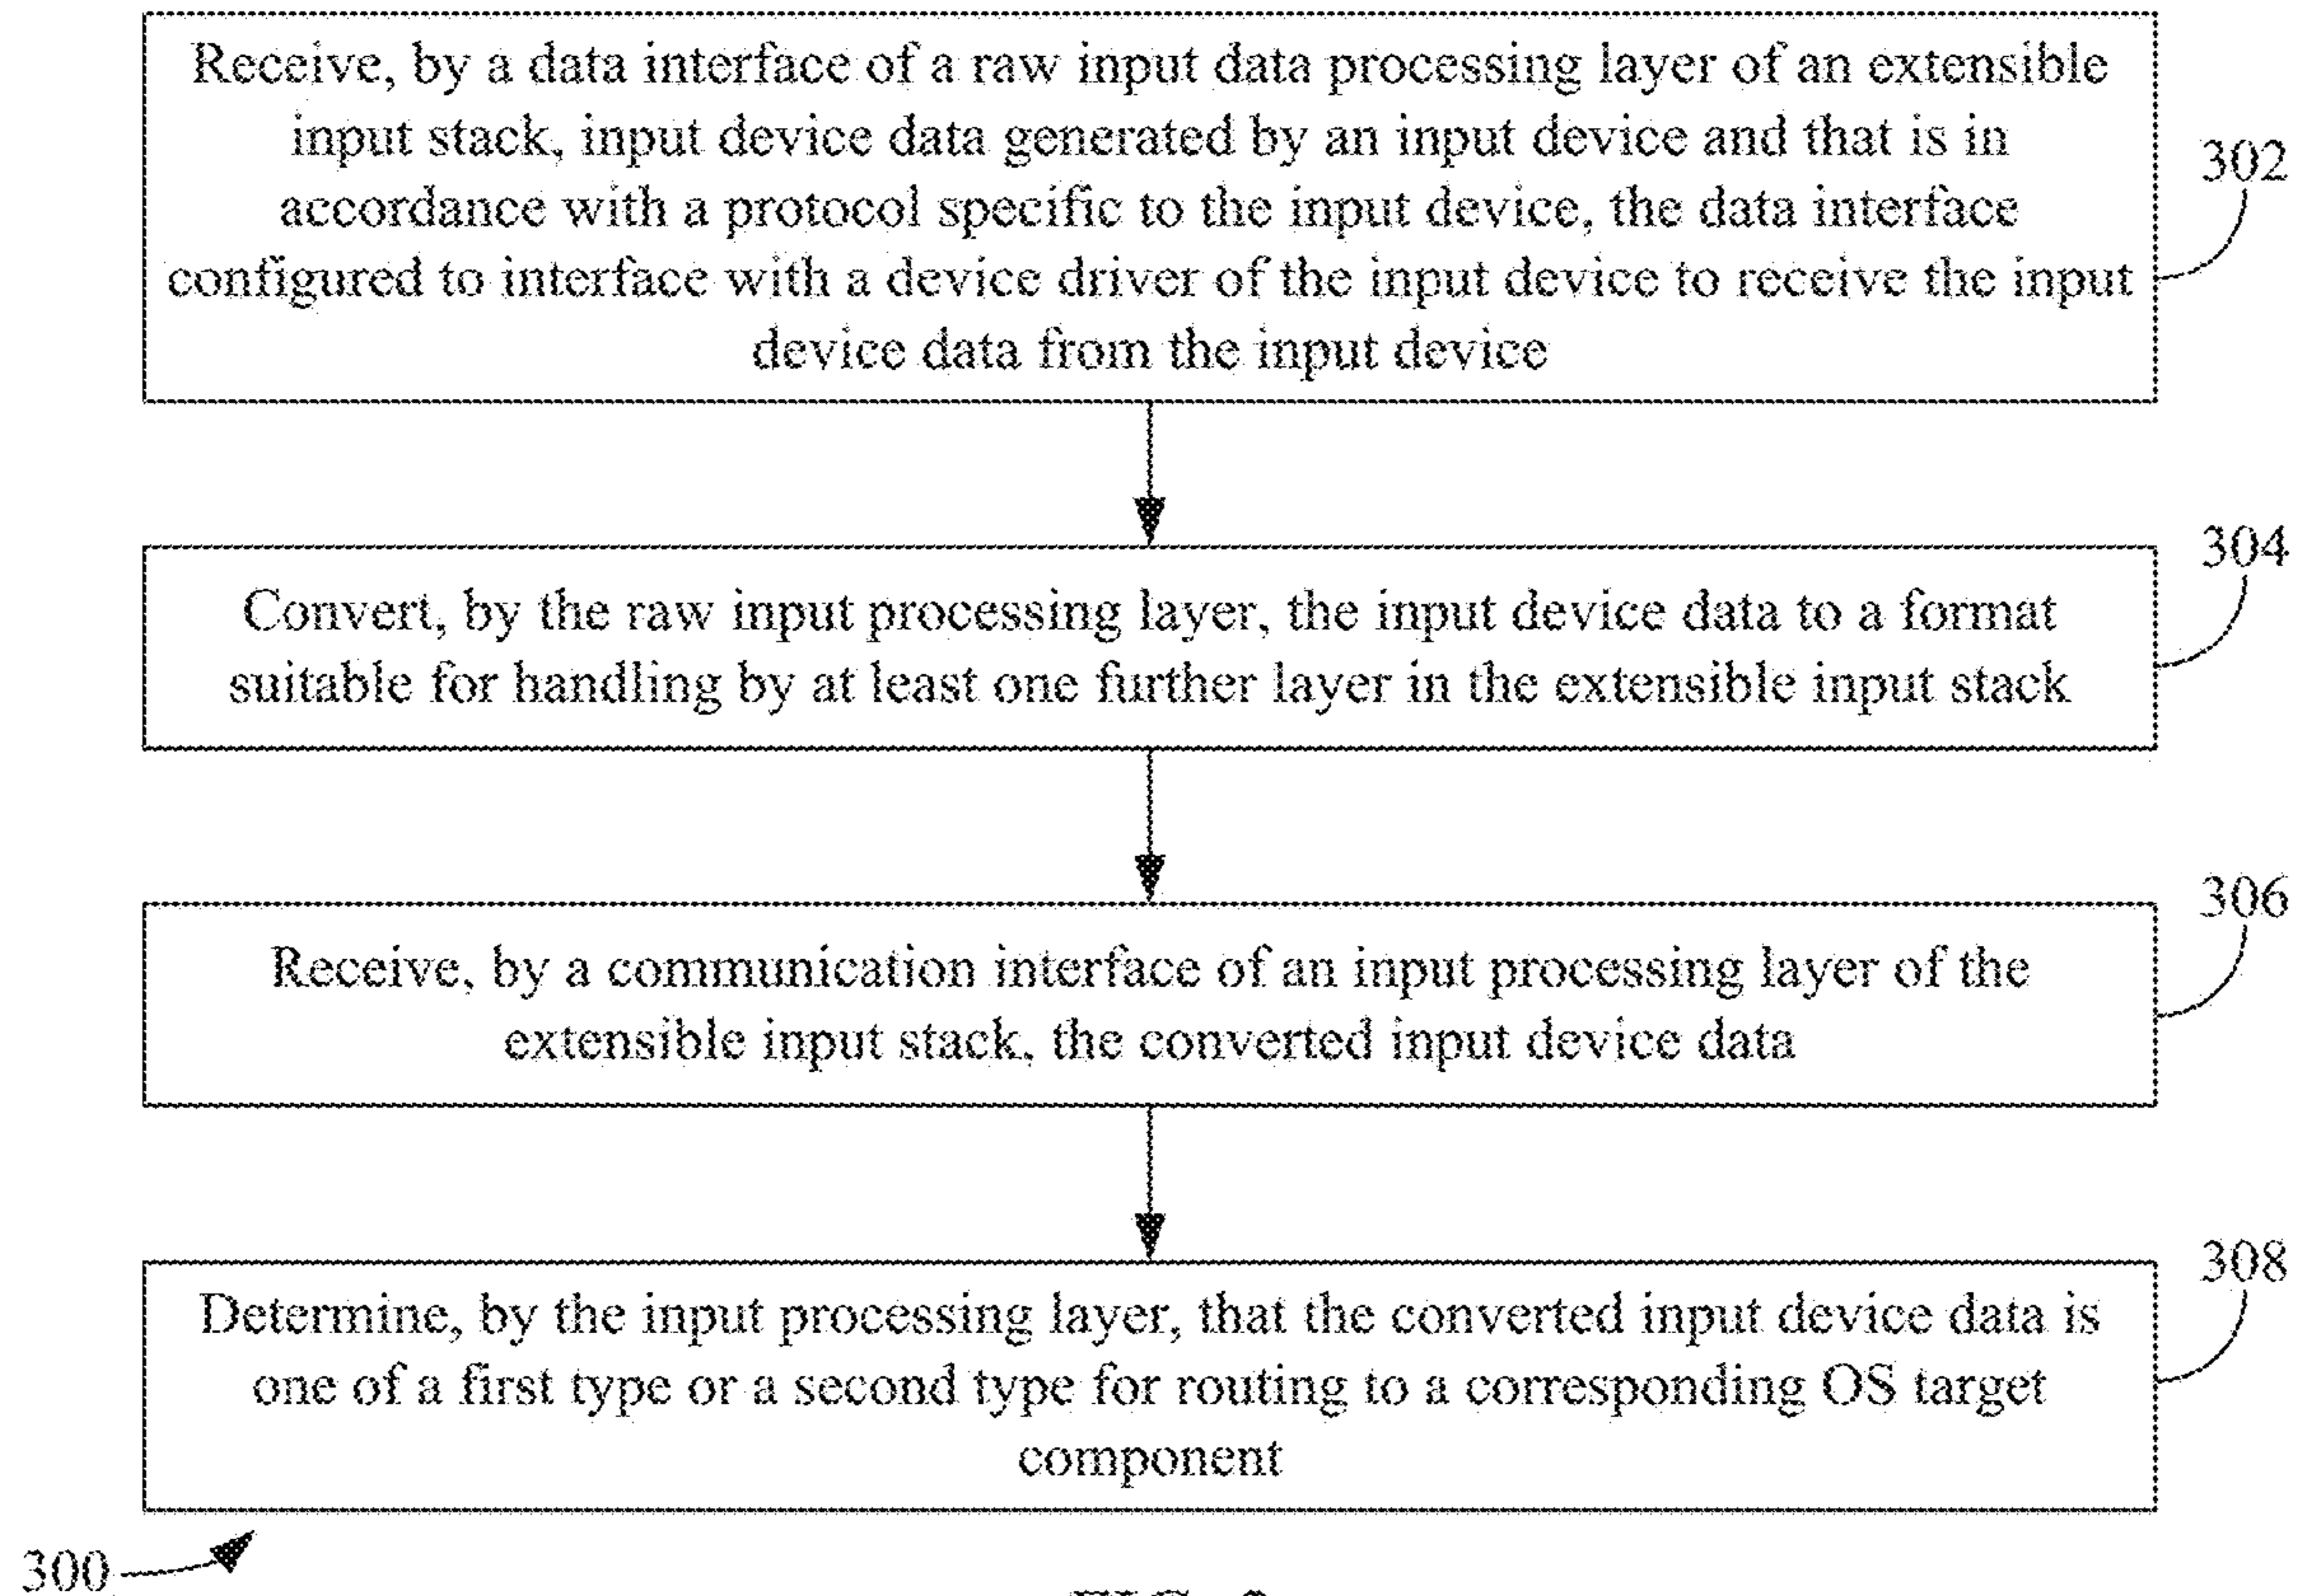 Receive, by a data interface of a raw input data processing layer of an extensible
input stack, input device data generated by an input device and that is in
accordance with a protocol specific to the input device, the data interface
configured to interface with a device driver of the input device to receive the input
device data from the input device
302
Convert, by the raw input processing layer, the input device data to a format
suitable for handling by at least one further layer in the extensible input stack
304
Receive, by a communication interface of an input processing layer of the
extensible input stack, the converted input device data
306
Determine, by the input processing layer, that the converted input device data is
one of a first type or a second type for routing to a corresponding OS target
component
308
300